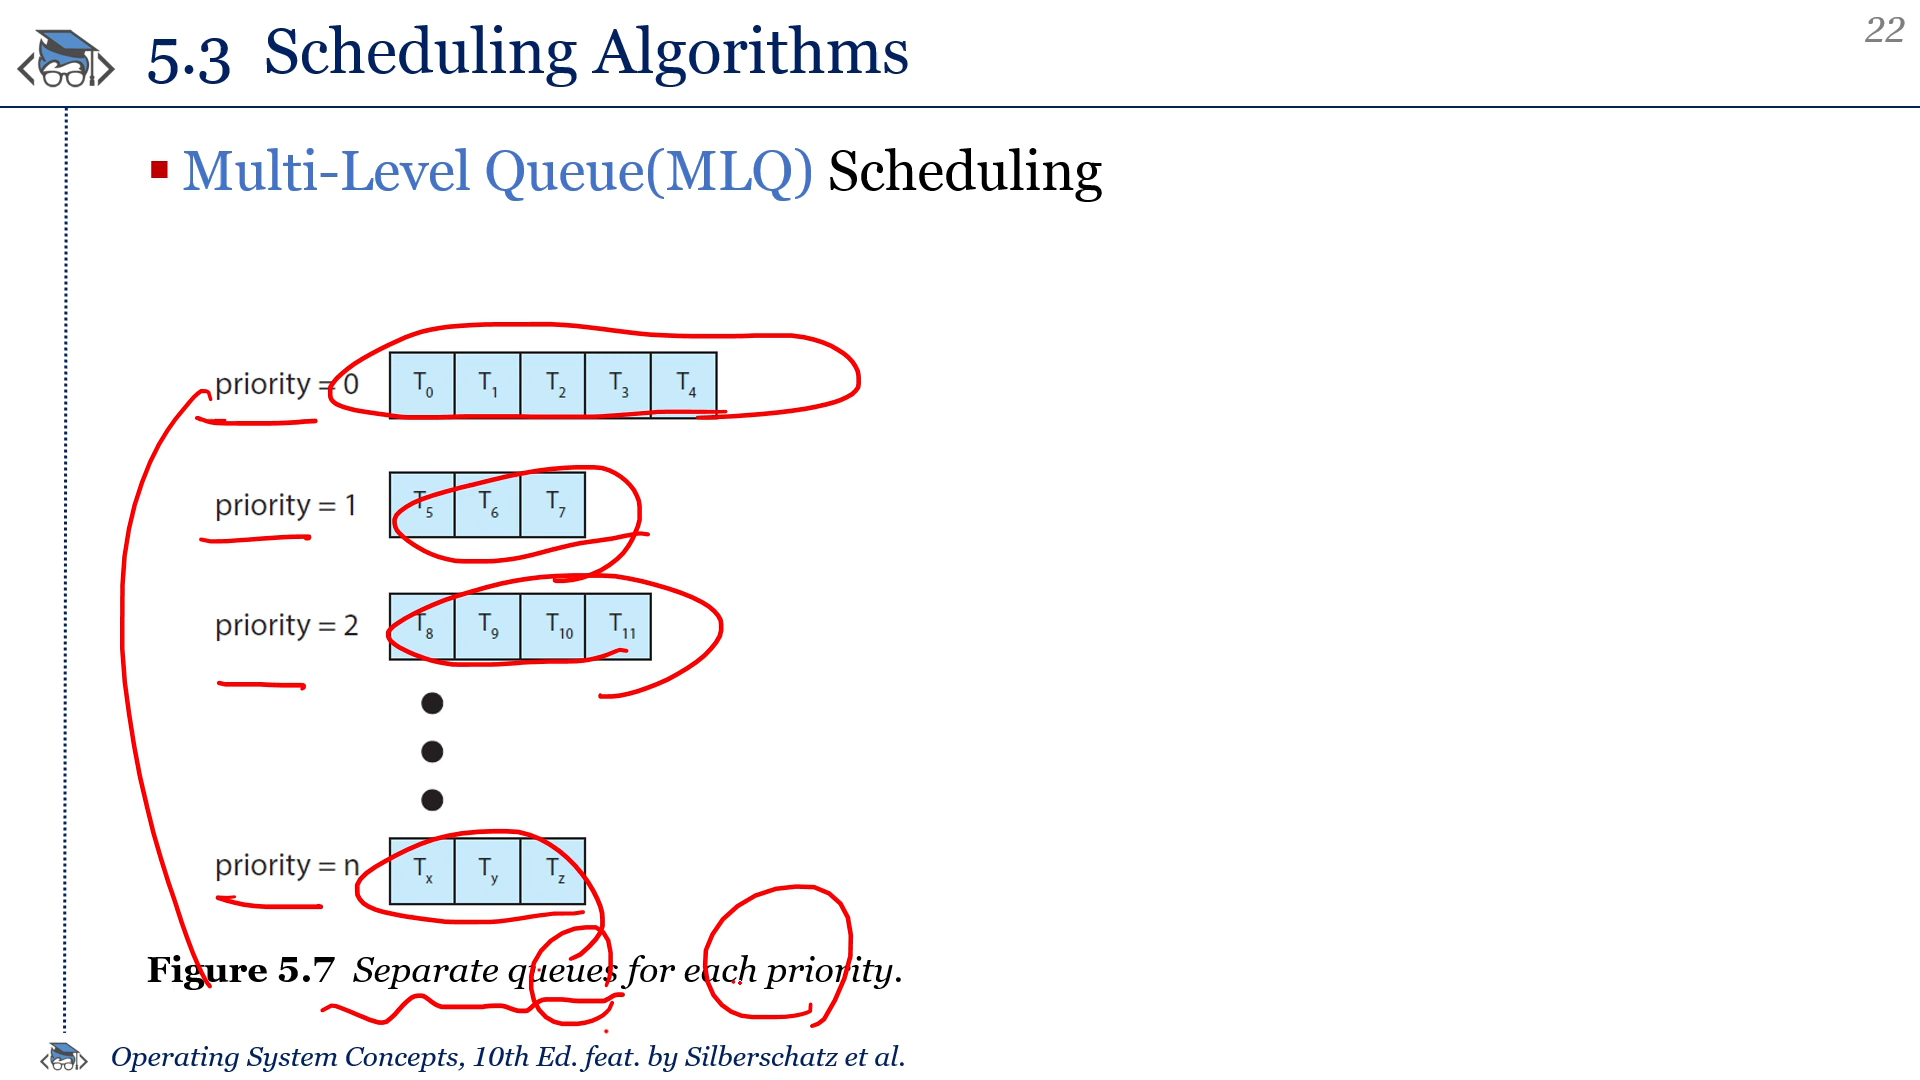 22
5.3 Scheduling Algorithms
Multi-Level Queue(MLQ) Scheduling
priority = 0 T0 T1 T2 T3 T4
priority = 1 T5 T6 T7
priority = 2 T8 T9 T10 T11
priority = n Tx Ty Tz
Figure 5.7 Separate queues for each priority.
Operating System Concepts, 10th Ed. feat. by Silberschatz et al.